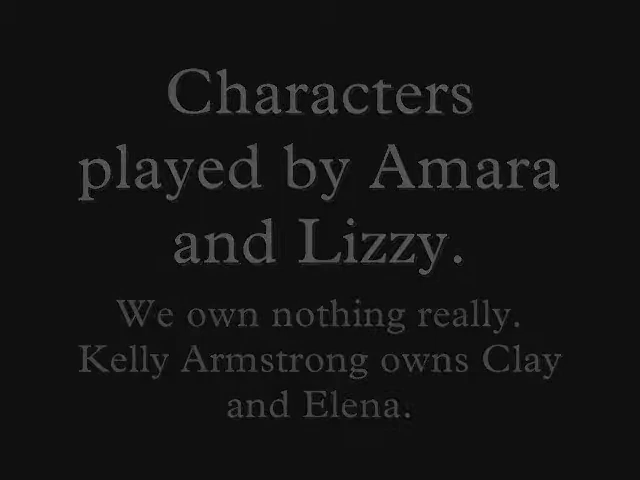 Characters
played by Amara
and Lizzy.
We own nothing really.
Kelly Armstrong owns Clay
and Elena.